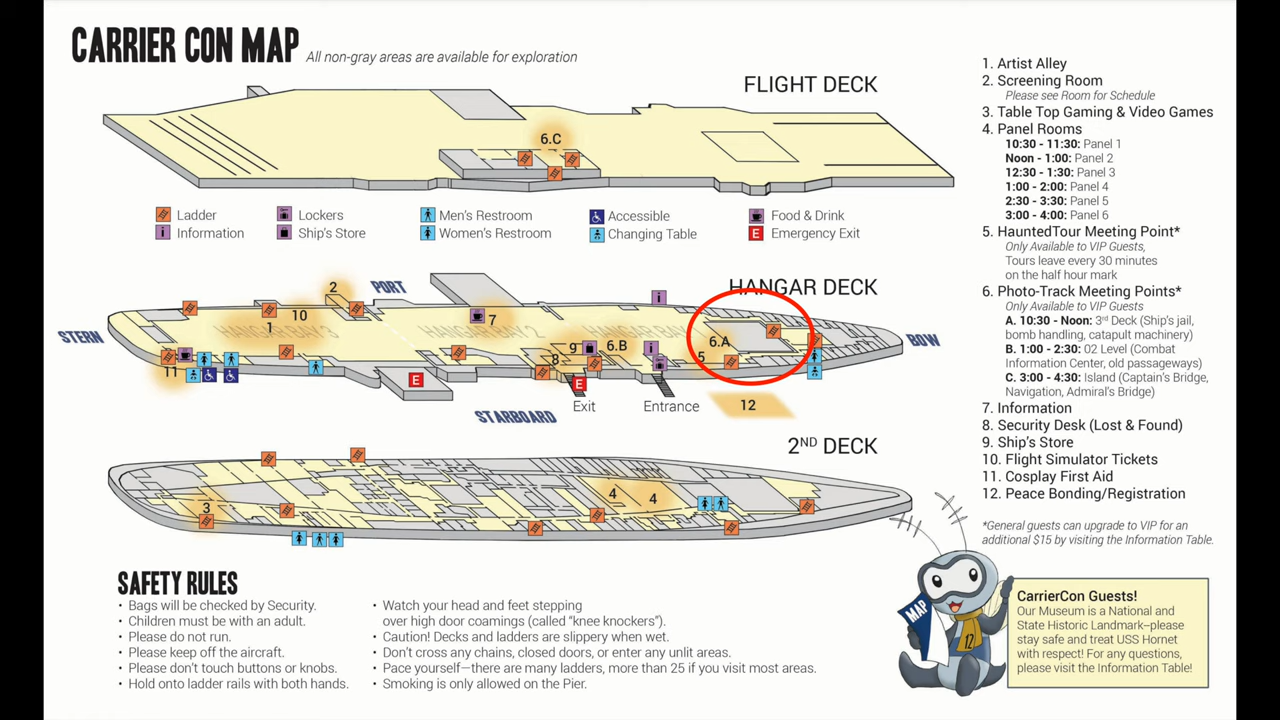 CARRIER CON MAP
All non-gray areas are available for exploration
FLIGHT DECK
6.C
Ladder
Information
Lockers
Ship's Store
Men's Restroom
Women's Restroom
Accessible
Changing Table
Food & Drink
Emergency Exit
HANGAR DECK
PORT
STERN
BOW
STARBOARD
HANGAR BAY 3
HANGAR BAY 2
HANGAR BAY
2
10
1
7
9
8
6.B
6.A
5
11
E
E
Exit
Entrance
12
2ND DECK
3
4
4
1. Artist Alley
2. Screening Room
Please see Room for Schedule
3. Table Top Gaming & Video Games
4. Panel Rooms
10:30 - 11:30: Panel 1
Noon - 1:00: Panel 2
12:30 - 1:30: Panel 3
1:00 - 2:00: Panel 4
2:30 - 3:30: Panel 5
3:00 - 4:00: Panel 6
5. HauntedTour Meeting Point*
Only Available to VIP Guests,
Tours leave every 30 minutes
on the half hour mark
6. Photo-Track Meeting Points*
Only Available to VIP Guests
A. 10:30 - Noon: 3rd Deck (Ship's jail,
bomb handling, catapult machinery)
B. 1:00 - 2:30: 02 Level (Combat
Information Center, old passageways)
C. 3:00 - 4:30: Island (Captain's Bridge,
Navigation, Admiral's Bridge)
7. Information
8. Security Desk (Lost & Found)
9. Ship's Store
10. Flight Simulator Tickets
11. Cosplay First Aid
12. Peace Bonding/Registration
*General guests can upgrade to VIP for an
additional $15 by visiting the Information Table.
SAFETY RULES
• Bags will be checked by Security.
• Children must be with an adult.
• Please do not run.
• Please keep off the aircraft.
• Please don't touch buttons or knobs.
• Hold onto ladder rails with both hands.
• Watch your head and feet stepping
over high door coamings (called "knee knockers").
• Caution! Decks and ladders are slippery when wet.
• Don't cross any chains, closed doors, or enter any unlit areas.
• Pace yourself—there are many ladders, more than 25 if you visit most areas.
• Smoking is only allowed on the Pier.
MAP
12
CarrierCon Guests!
Our Museum is a National and
State Historic Landmark—please
stay safe and treat USS Hornet
with respect! For any questions,
please visit the Information Table!